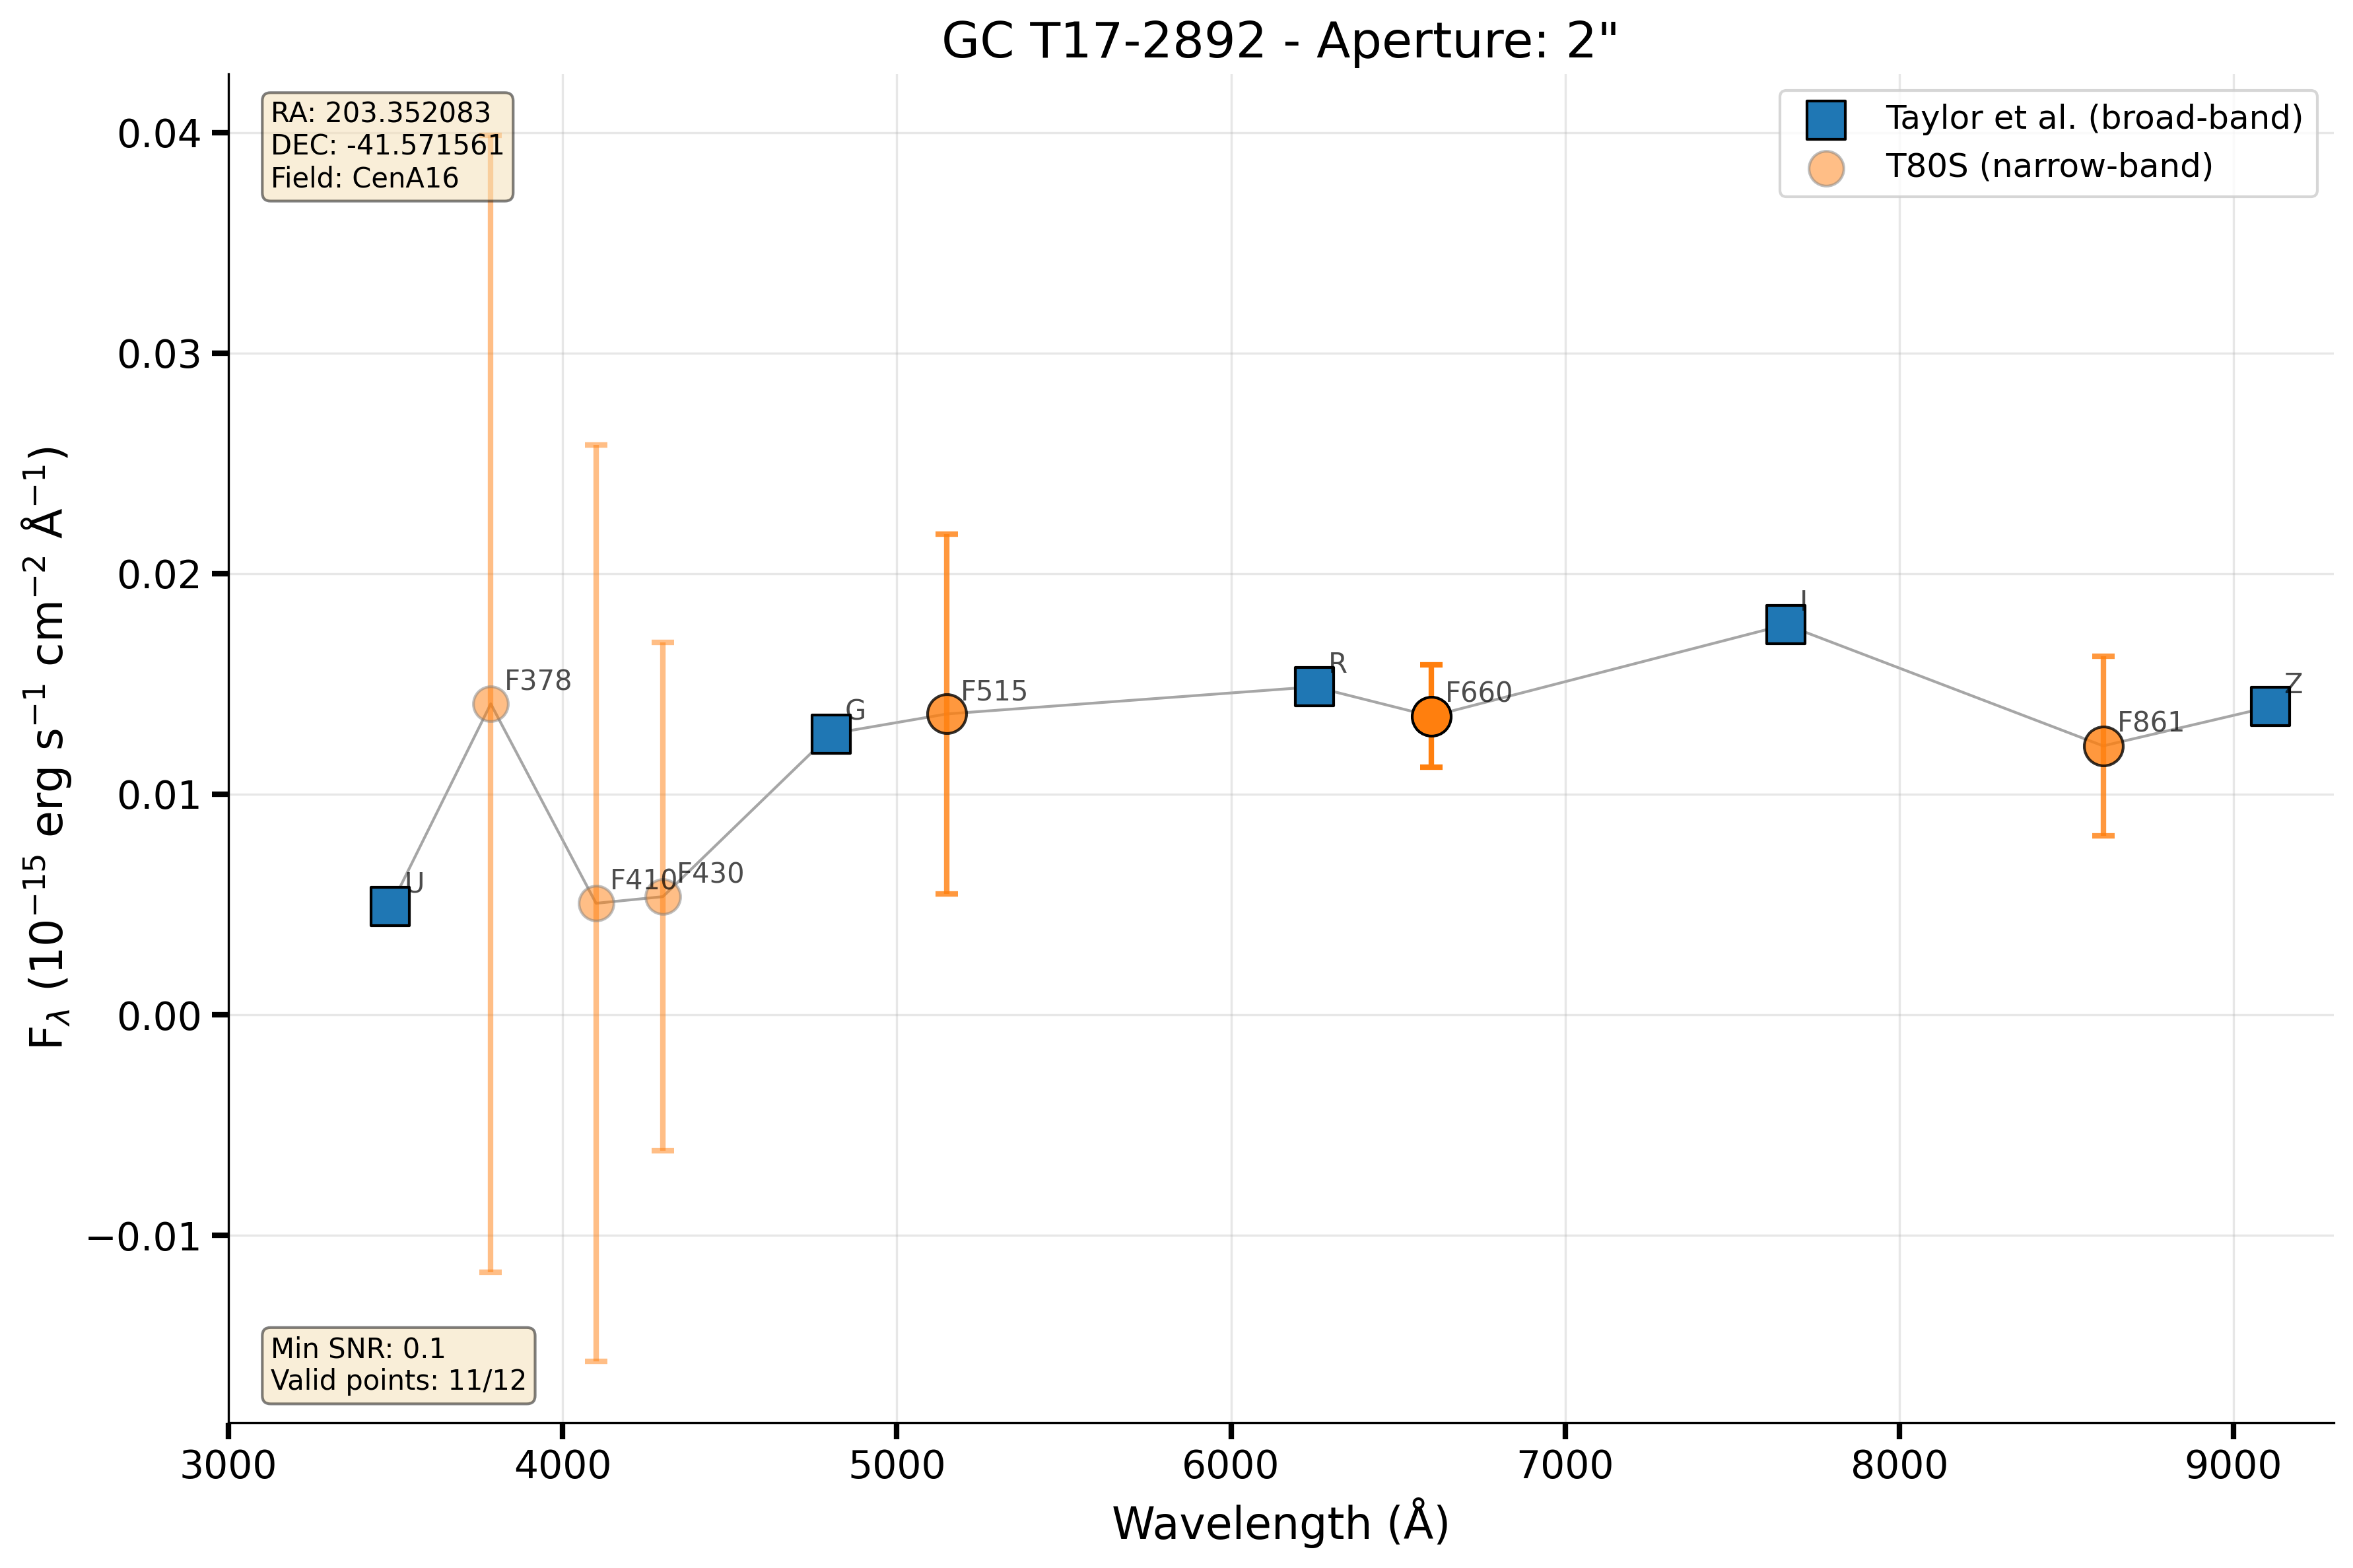 GC T17-2892 - Aperture: 2"
RA: 203.352083
DEC: -41.571561
Field: CenA16
Taylor et al. (broad-band)
T80S (narrow-band)
F_λ (10⁻¹⁵ erg s⁻¹ cm⁻² Å⁻¹)
0.04
0.03
0.02
0.01
0.00
−0.01
U
F378
F410
F430
G
F515
R
F660
I
F861
Z
Min SNR: 0.1
Valid points: 11/12
3000 4000 5000 6000 7000 8000 9000
Wavelength (Å)